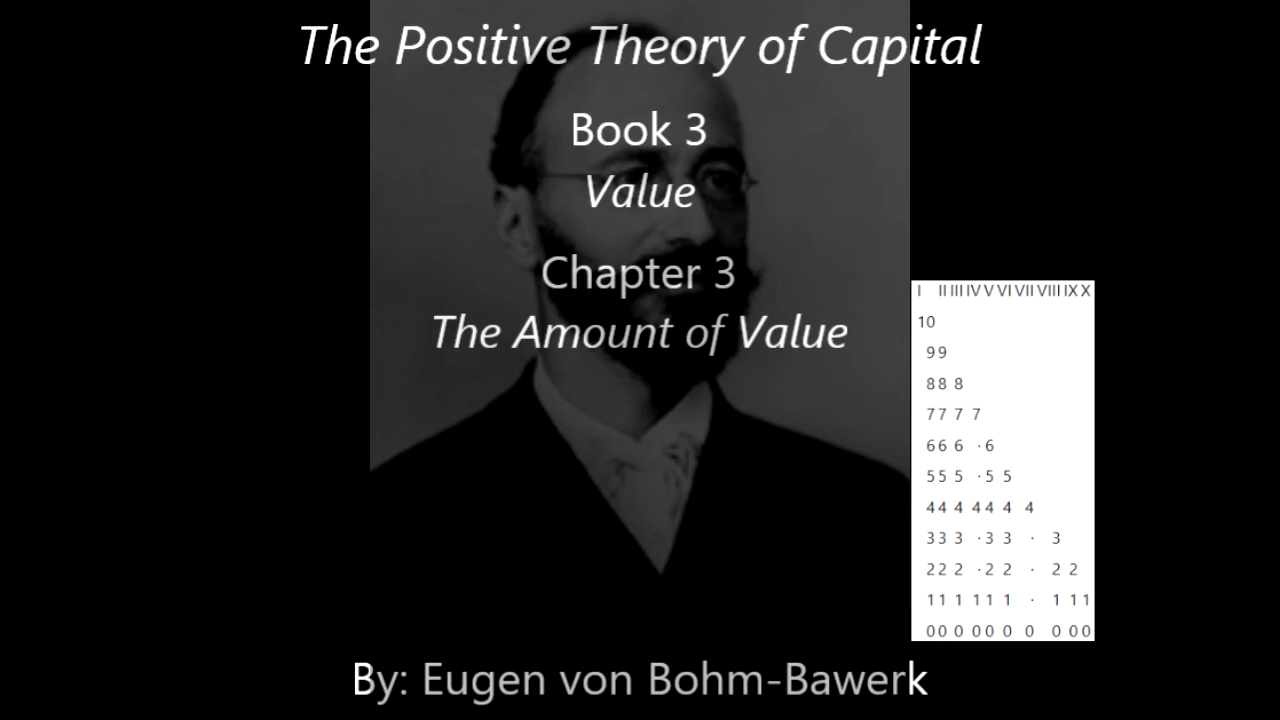 The Positive Theory of Capital
Book 3
Value
Chapter 3
The Amount of Value
I II III IV V VI VII VIII IX X
10
9 9
8 8 8
7 7 7 7
6 6 6 · 6
5 5 5 · 5 5
4 4 4 4 4 4 4
3 3 3 · 3 3 · 3
2 2 2 · 2 2 · 2 2
1 1 1 1 1 1 · 1 1 1
0 0 0 0 0 0 0 0 0 0
By: Eugen von Bohm-Bawerk